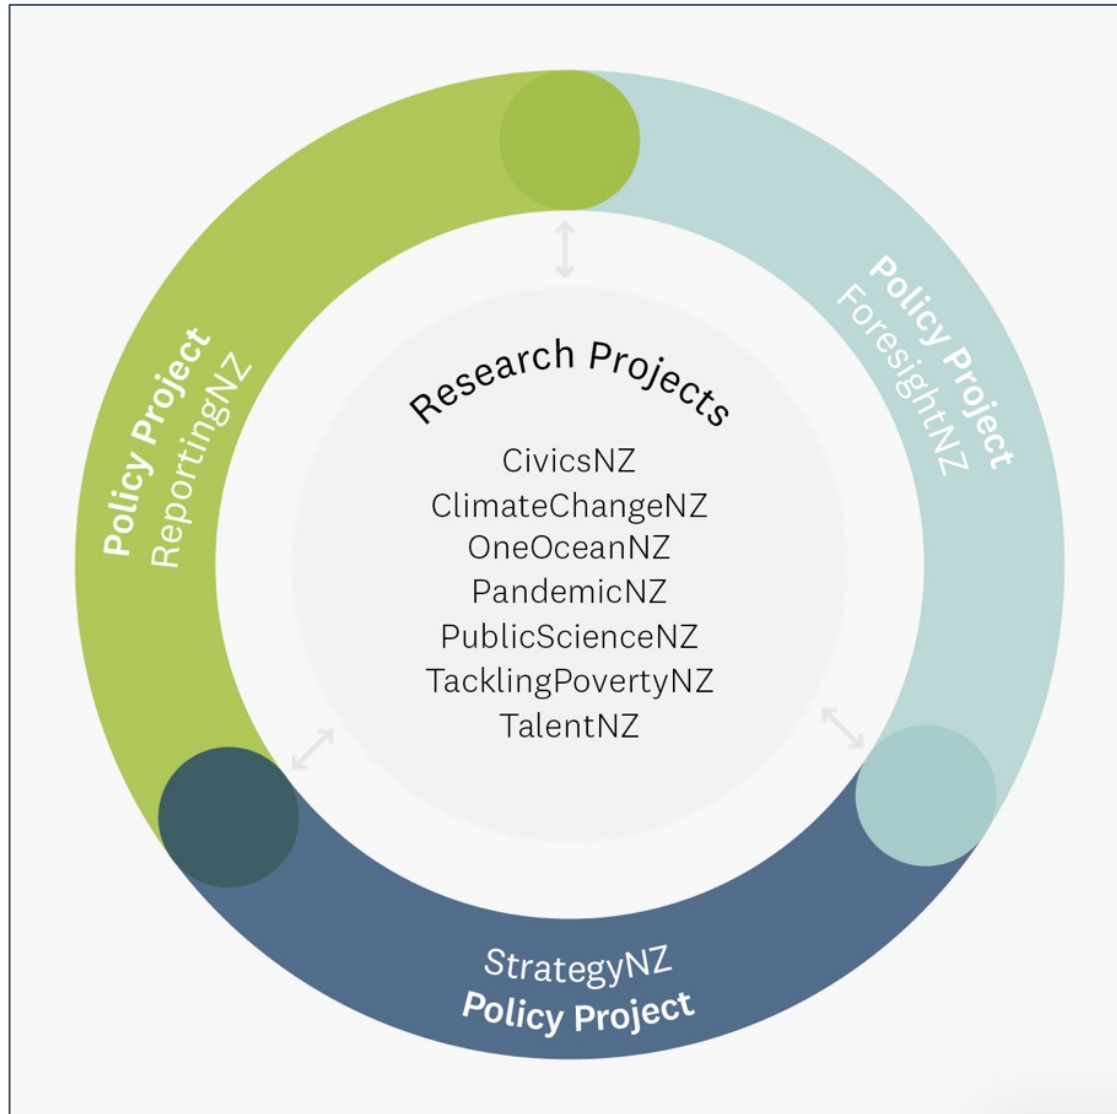 Policy Project
ReportingNZ
Policy Project
ForesightNZ
Research Projects
CivicsNZ
ClimateChangeNZ
OneOceanNZ
PandemicNZ
PublicScienceNZ
TacklingPovertyNZ
TalentNZ
StrategyNZ
Policy Project